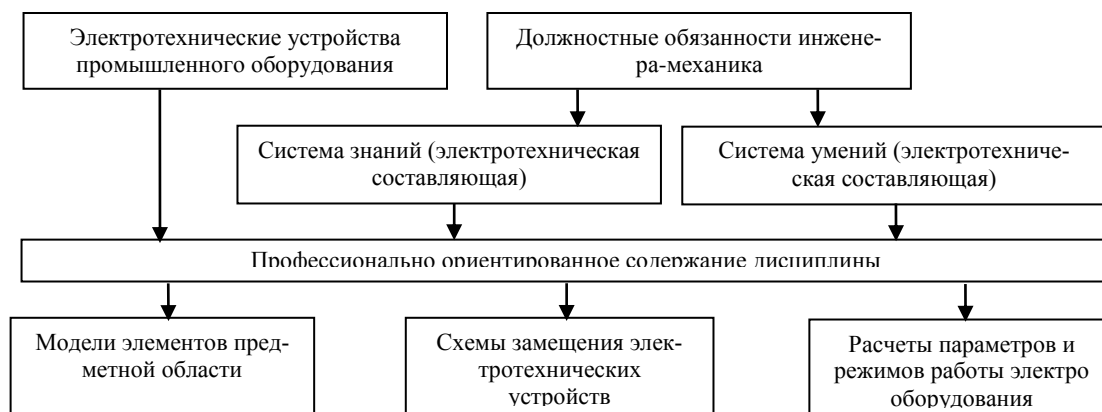 Электротехнические устройства
промышленного оборудования
Должностные обязанности инжене-
ра-механика
Система знаний (электротехническая
составляющая)
Система умений (электротехниче-
ская составляющая)
Профессионально ориентированное содержание дисциплины
Модели элементов пред-
метной области
Схемы замещения элек-
тротехнических
устройств
Расчеты параметров и
режимов работы электро
оборудования